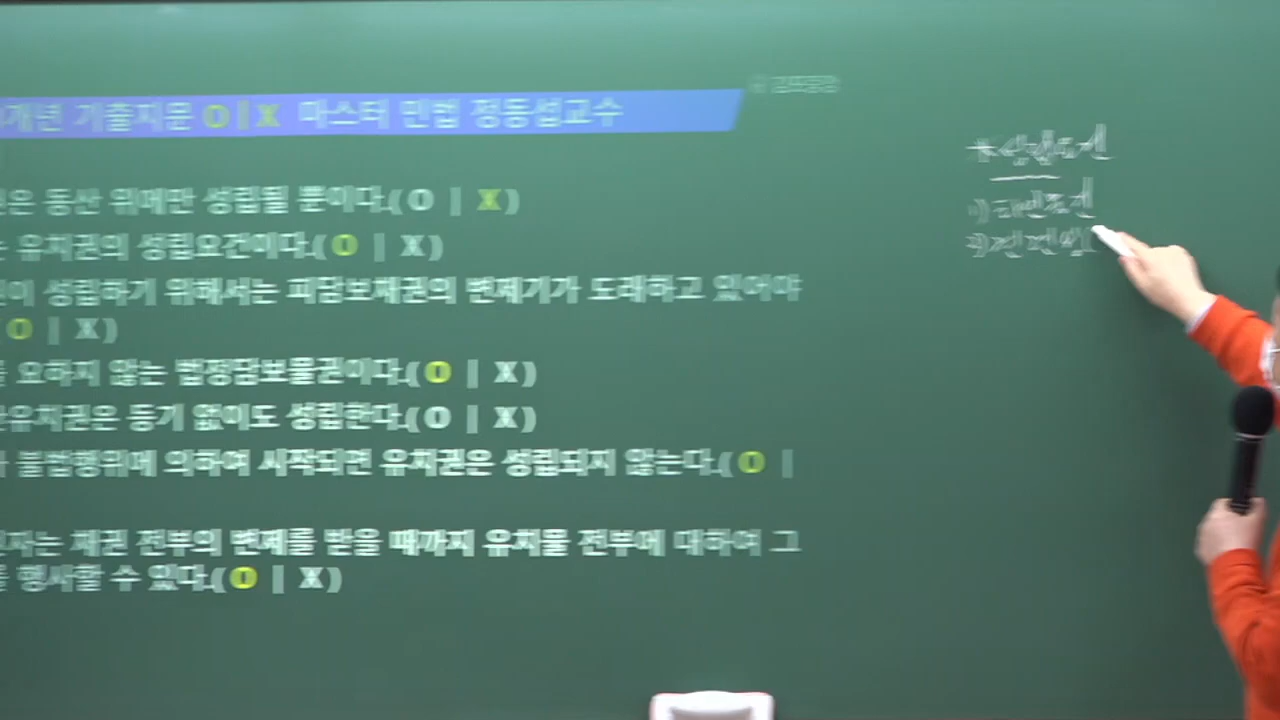 개년 기출지문 O | X 마스터 민법 정동섭교수
은 동산 위에만 성립될 뿐이다.( O | X )
유치권의 성립요건이다.( O | X )
이 성립하기 위해서는 피담보채권의 변제기가 도래하고 있어야
O | X )
요하지 않는 법정담보물권이다.( O | X )
유치권은 등기 없이도 성립한다.( O | X )
불법행위에 의하여 시작되면 유치권은 성립되지 않는다.( O |
자는 채권 전부의 변제를 받을 때까지 유치물 전부에 대하여 그
행사할 수 있다.( O | X )